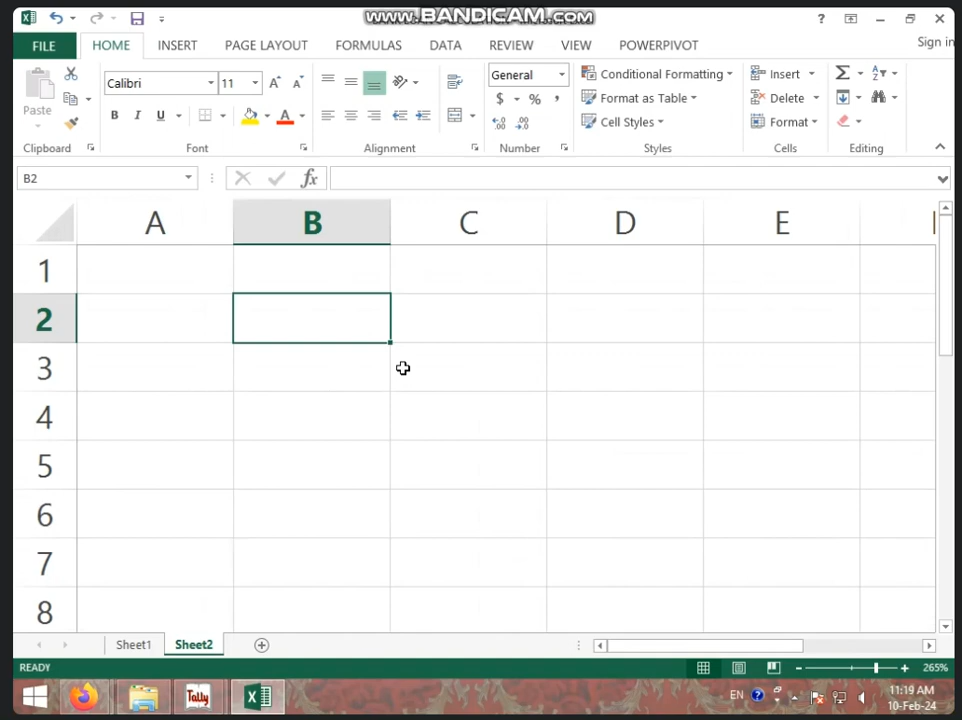 www.BANDICAM.com
Sign in
FILE HOME INSERT PAGE LAYOUT FORMULAS DATA REVIEW VIEW POWERPIVOT
Paste
Calibri 11
B I U A
General
$ % ,
Conditional Formatting
Format as Table
Cell Styles
Insert
Delete
Format
Clipboard Font Alignment Number Styles Cells Editing
B2 fx
A B C D E
1
2
3
4
5
6
7
8
Sheet1 Sheet2
READY 265%
Tally EN 11:19 AM
10-Feb-24